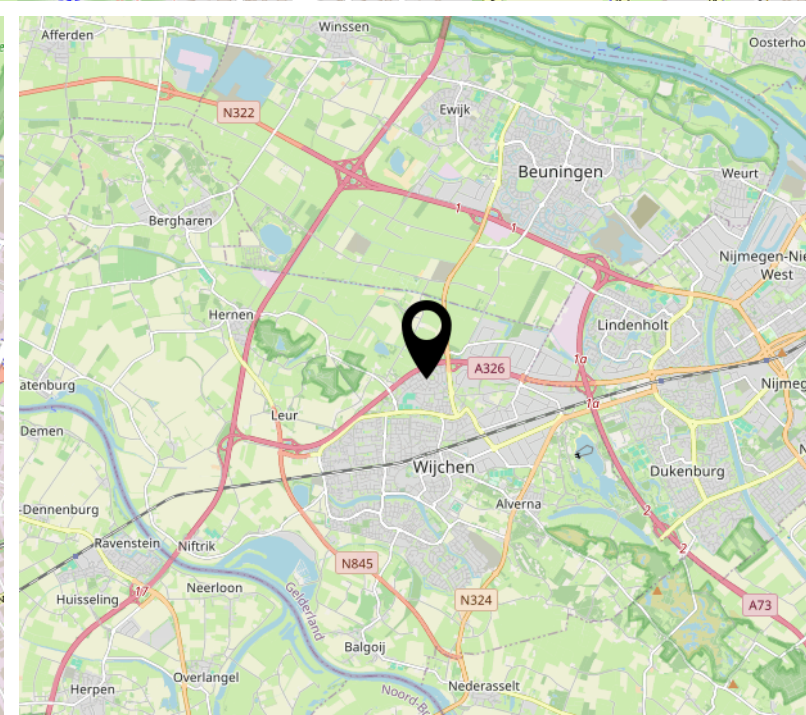 Afferden
Winssen
N322
Ewijk
Beuningen
Weurt
1
1
1
Bergharen
Hernen
Nijmegen-Nie
West
Lindenholt
A326
1a
1a
Nijmeg
atenburg
Leur
Demen
Wijchen
Dukenburg
-Dennenburg
Alverna
2
2
Ravenstein
Niftrik
N845
17
Neerloon
Huisseling
Gelderland
N324
A73
Balgoij
Overlangel
Herpen
Nederasselt
Noord-Br